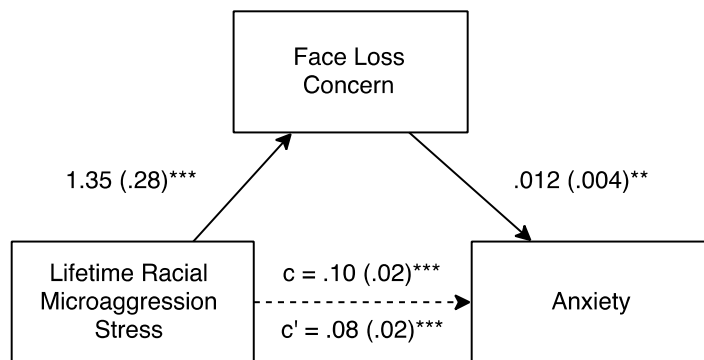 Face Loss
Concern
1.35 (.28)***
.012 (.004)**
Lifetime Racial
Microaggression
Stress
c = .10 (.02)***
c' = .08 (.02)***
Anxiety